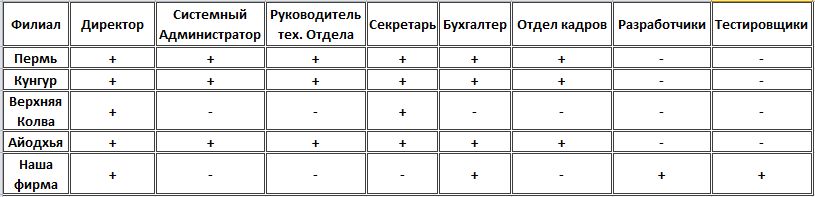 Филиал Директор Системный Администратор Руководитель тех. Отдела Секретарь Бухгалтер Отдел кадров Разработчики Тестировщики
Пермь + + + + + + - -
Кунгур + + + + + + - -
Верхняя Колва + - - + - - - -
Айодхья + + + + + + - -
Наша фирма + - - - + - + +